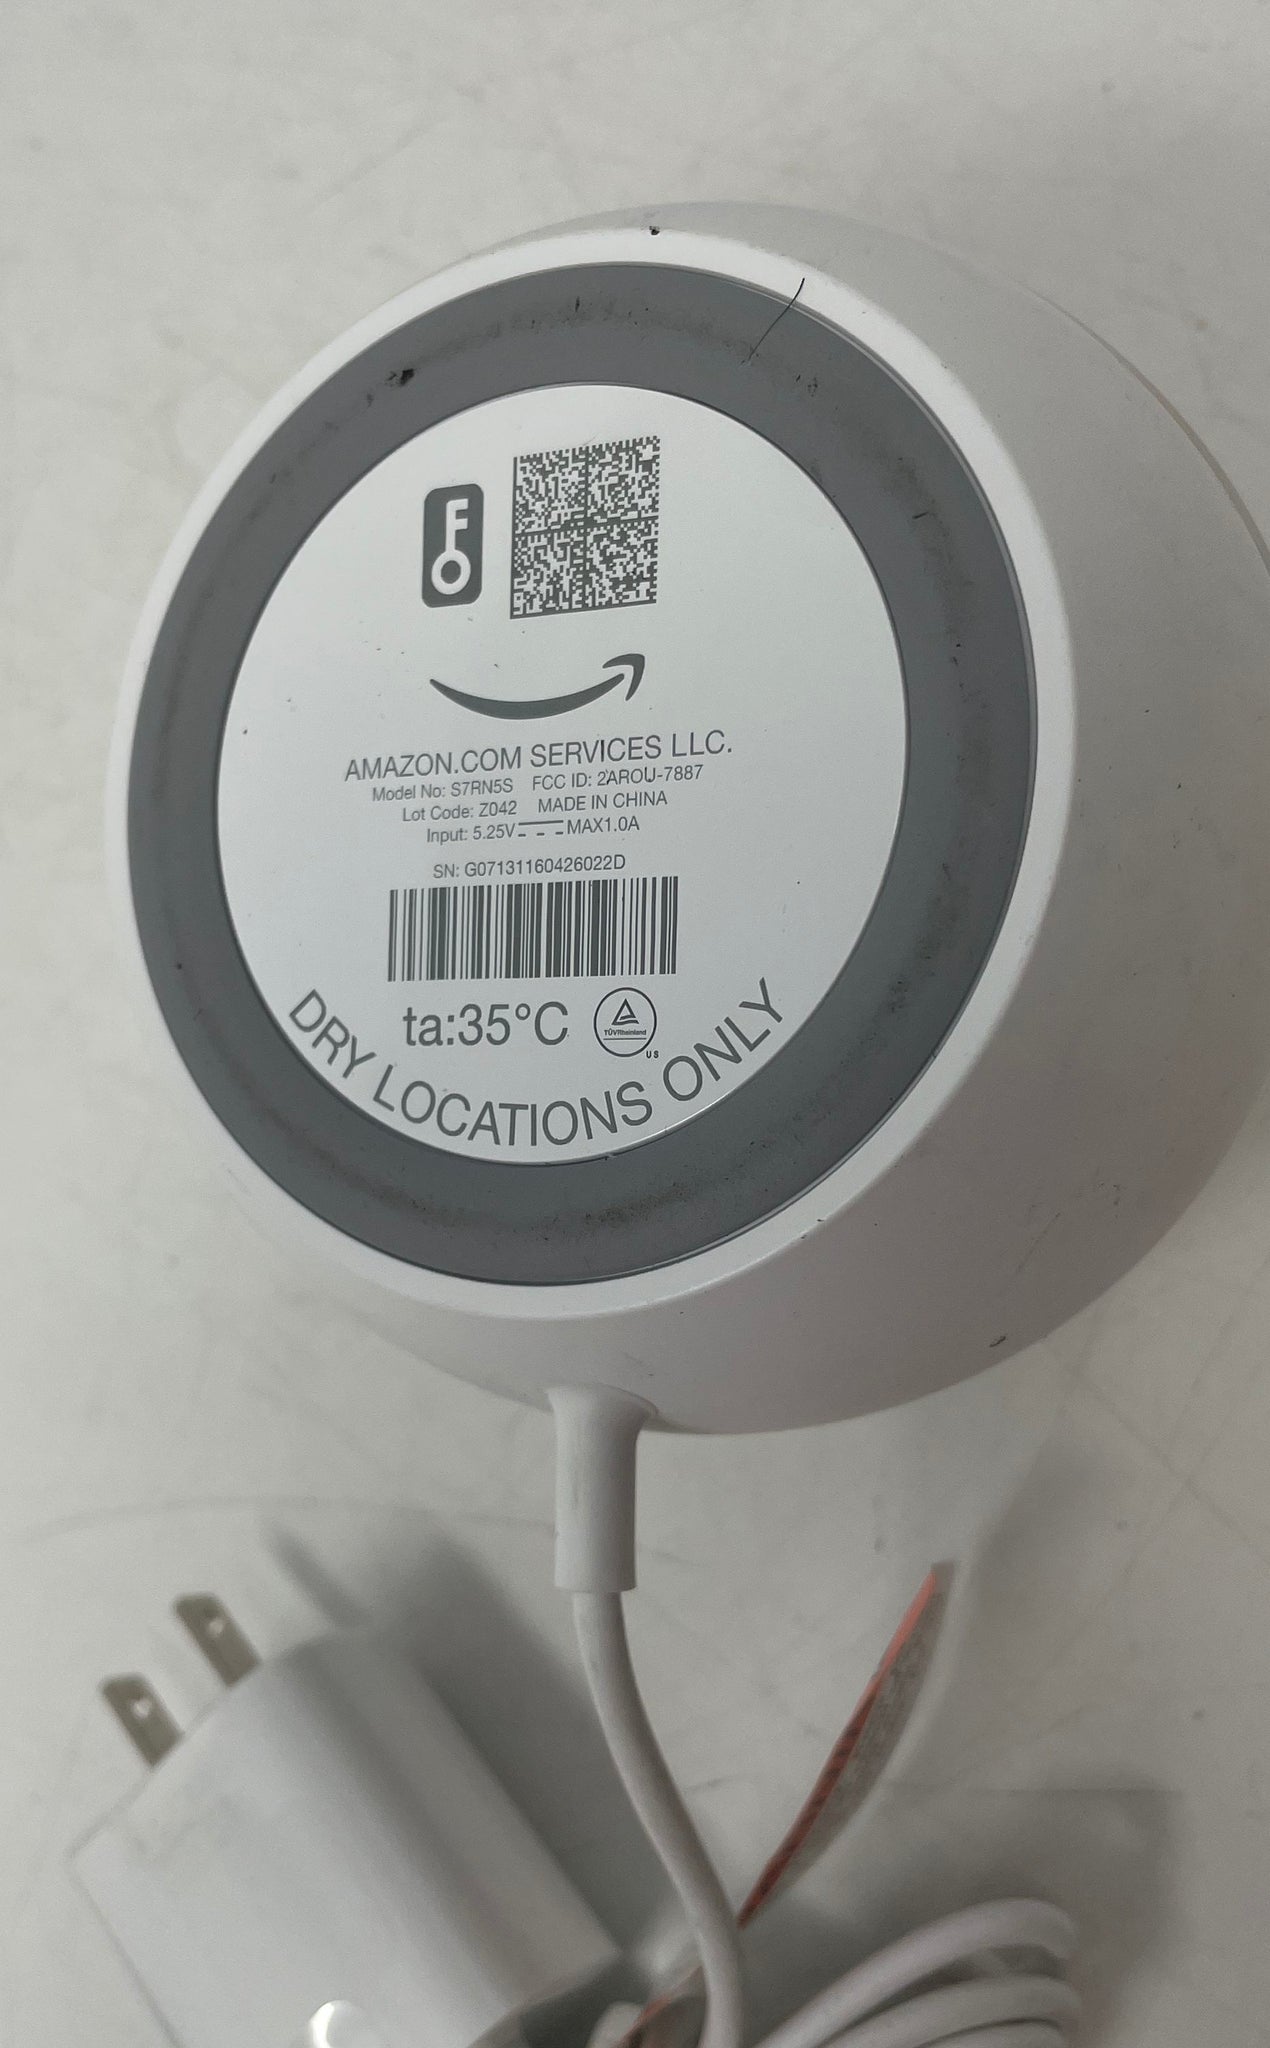 AMAZON.COM SERVICES LLC.
Model No: S7RN5S FCC ID: 2AROU-7887
Lot Code: Z042 MADE IN CHINA
Input: 5.25V MAX1.0A
SN: G07131160426022D
ta:35°C
TÜVRheinland
US
DRY LOCATIONS ONLY